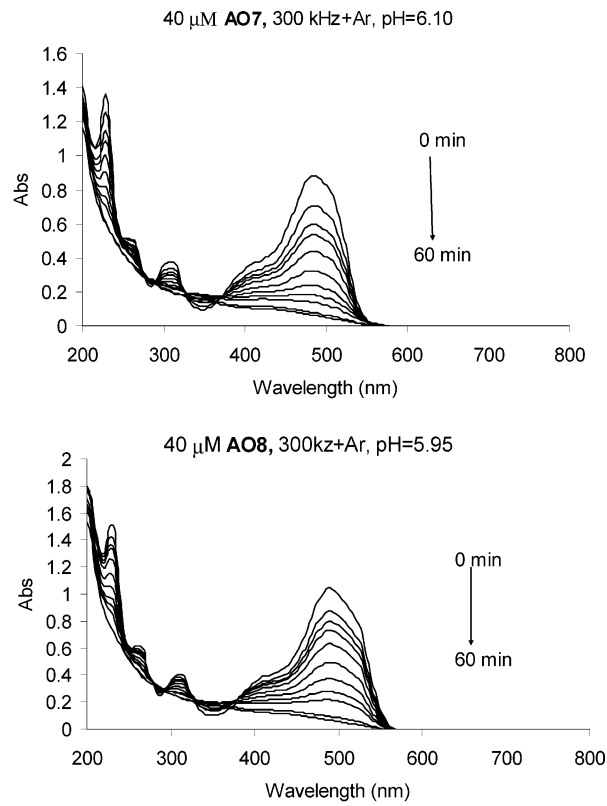 40 μM AO7, 300 kHz+Ar, pH=6.10
1.6
1.4
1.2
1
0.8
0.6
0.4
0.2
0
Abs
0 min
60 min
200 300 400 500 600 700 800
Wavelength (nm)
40 μM AO8, 300kz+Ar, pH=5.95
2
1.8
1.6
1.4
1.2
1
0.8
0.6
0.4
0.2
0
Abs
0 min
60 min
200 300 400 500 600 700 800
Wavelength (nm)